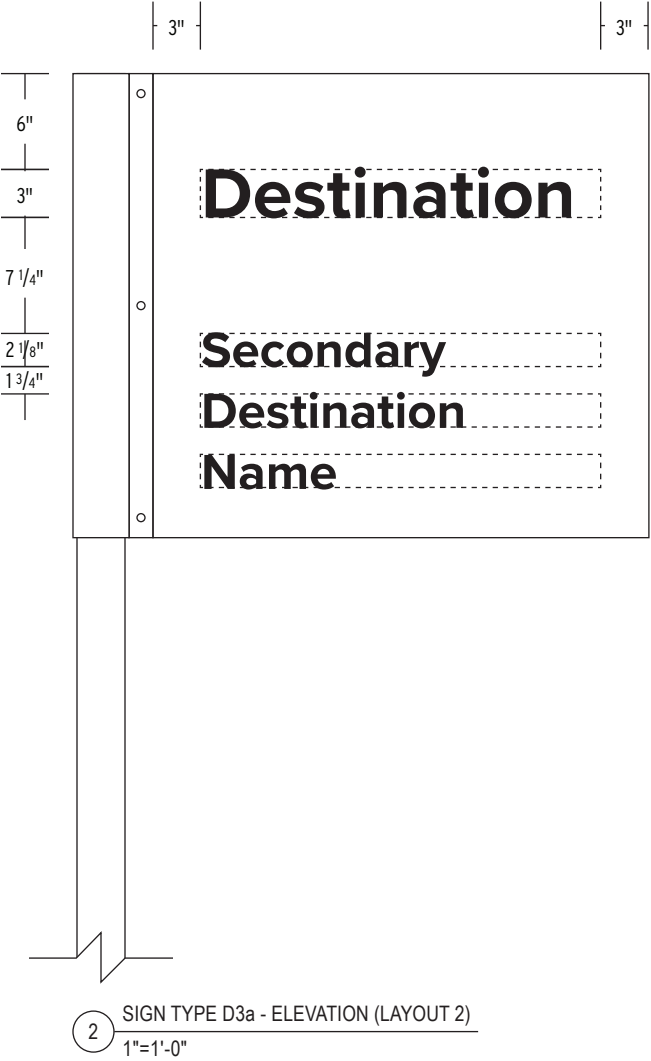 3" 3"
6"
3"
Destination
7 1/4"
2 1/8"
Secondary
1 3/4"
Destination
Name
2
SIGN TYPE D3a - ELEVATION (LAYOUT 2)
1"=1'-0"